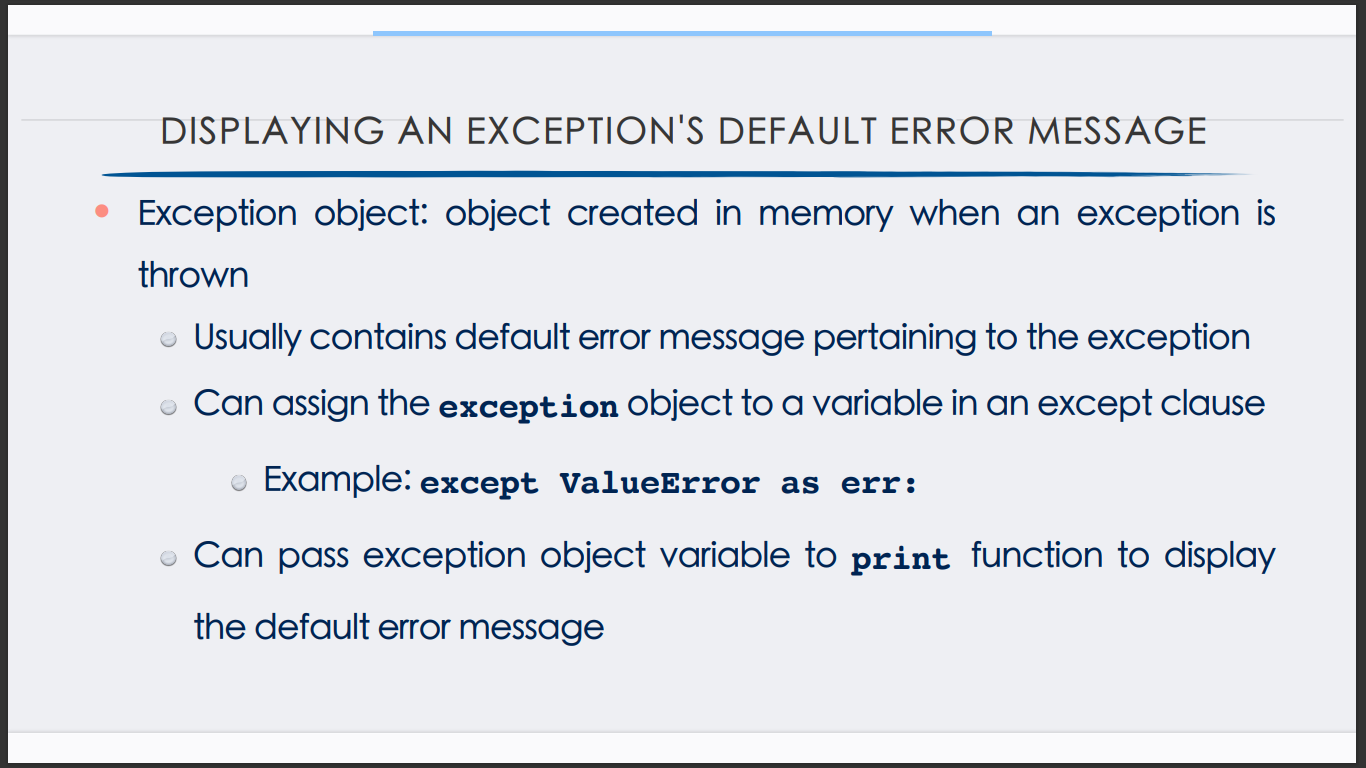 DISPLAYING AN EXCEPTION'S DEFAULT ERROR MESSAGE
Exception object: object created in memory when an exception is
thrown
Usually contains default error message pertaining to the exception
Can assign the exception object to a variable in an except clause
Example: except ValueError as err:
Can pass exception object variable to print function to display
the default error message